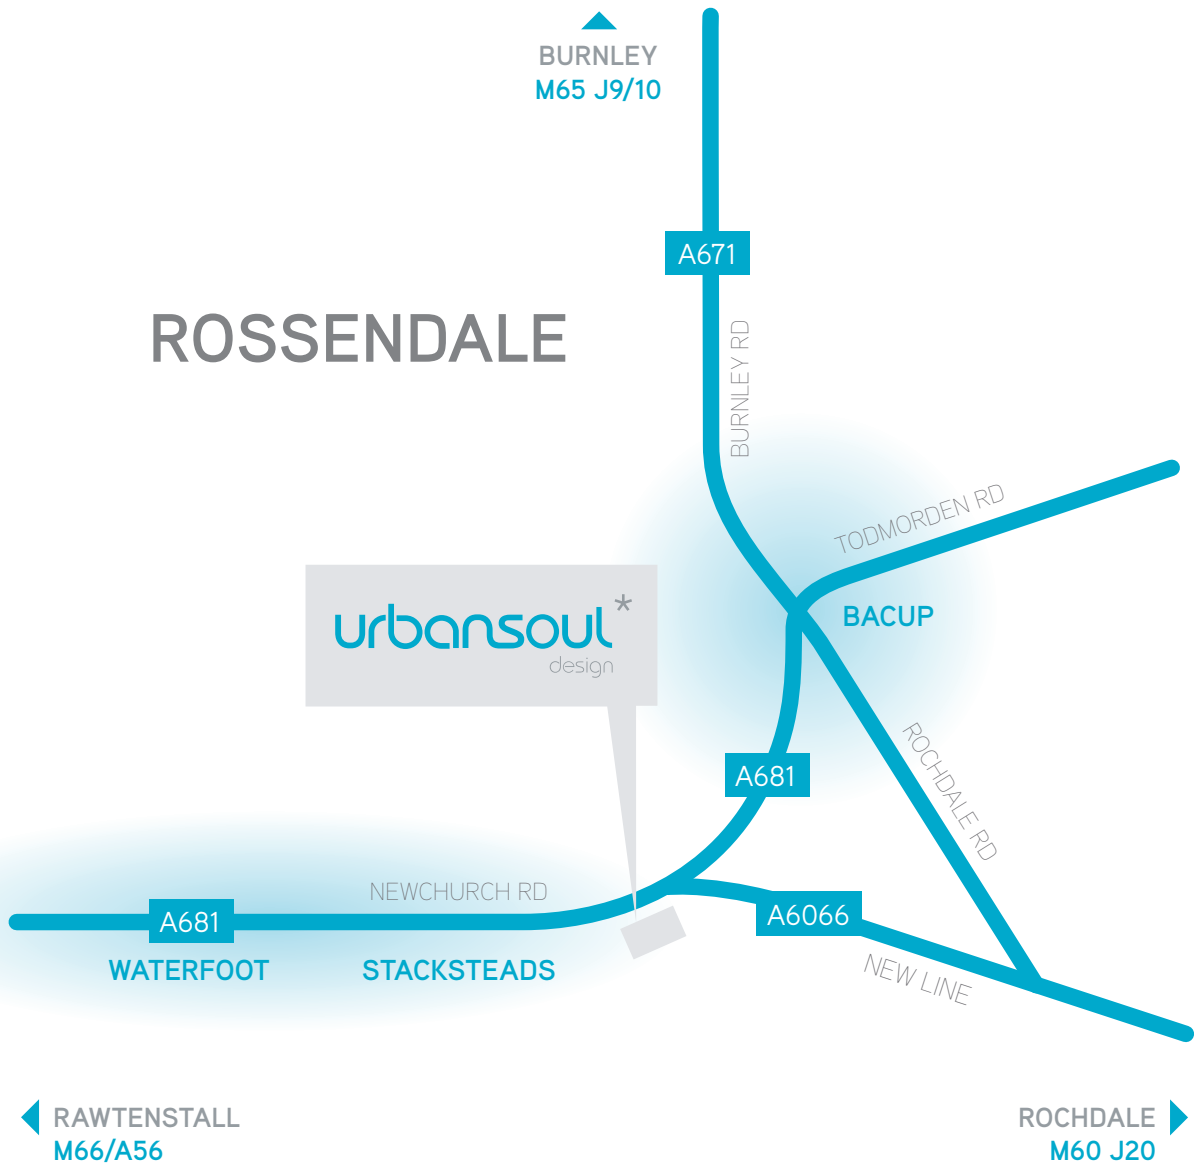 BURNLEY
M65 J9/10
A671
ROSSENDALE
BURNLEY RD
TODMORDEN RD
urbansoul*
design
BACUP
ROCHDALE RD
A681
NEWCHURCH RD
A681
A6066
WATERFOOT
STACKSTEADS
NEW LINE
RAWTENSTALL
M66/A56
ROCHDALE
M60 J20